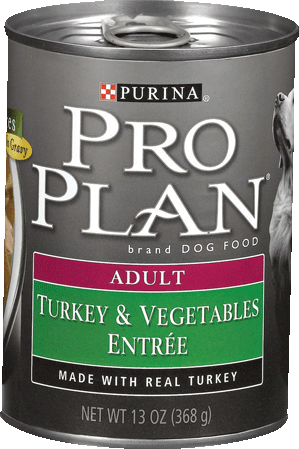 PURINA®
PRO
PLAN®
brand DOG FOOD
ADULT
TURKEY & VEGETABLES
ENTRÉE
MADE WITH REAL TURKEY
NET WT 13 OZ (368 g)
Gravy